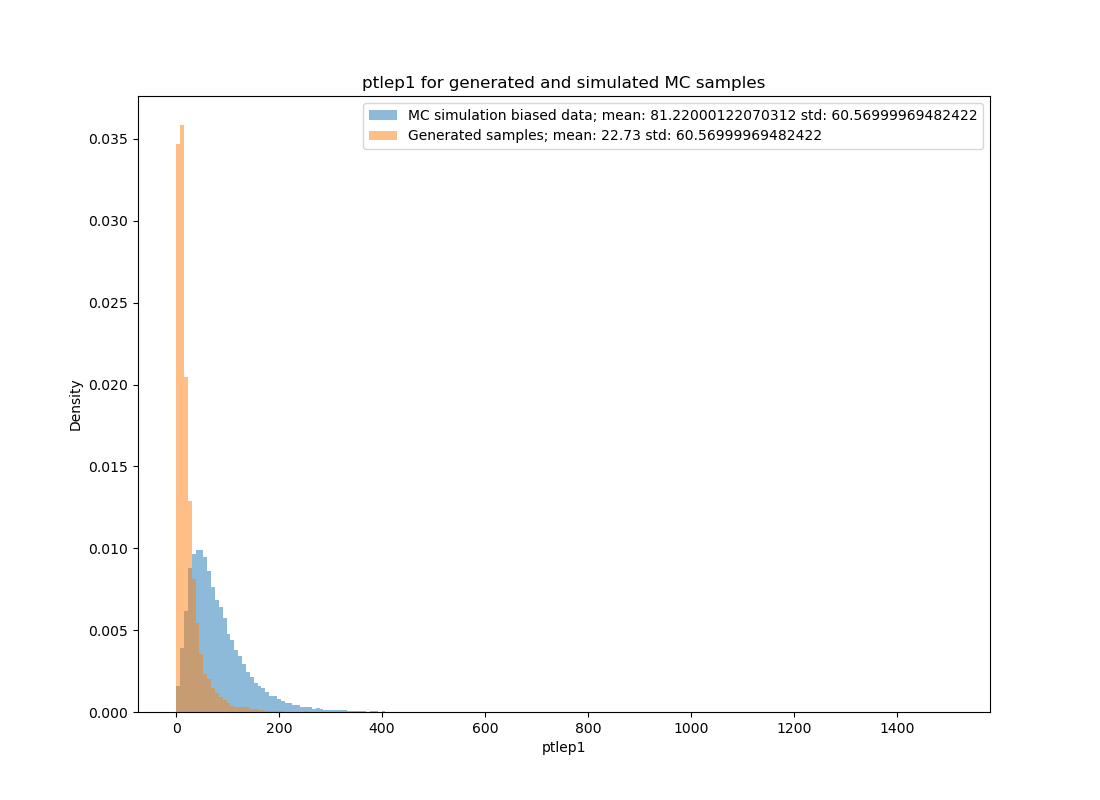 ptlep1 for generated and simulated MC samples
MC simulation biased data; mean: 81.22000122070312 std: 60.56999969482422
Generated samples; mean: 22.73 std: 60.56999969482422
0.035
0.030
0.025
0.020
0.015
0.010
0.005
0.000
Density
0 200 400 600 800 1000 1200 1400
ptlep1